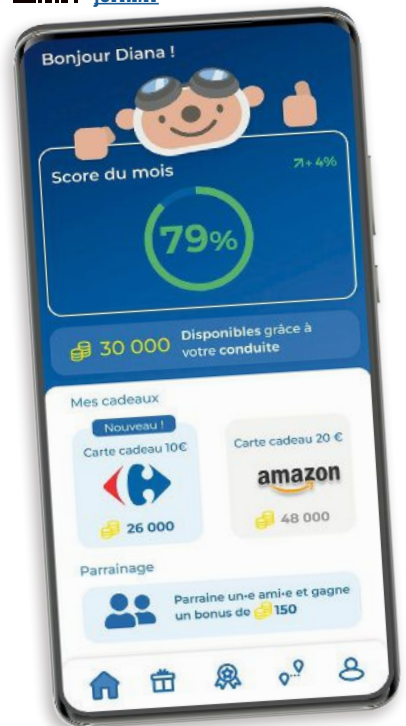 Bonjour Diana !
Score du mois
↗+ 4%
79%
30 000
Disponibles grâce à
votre conduite
Mes cadeaux
Nouveau !
Carte cadeau 10€
26 000
Carte cadeau 20 €
amazon
48 000
Parrainage
Parraine un•e ami•e et gagne
un bonus de 150